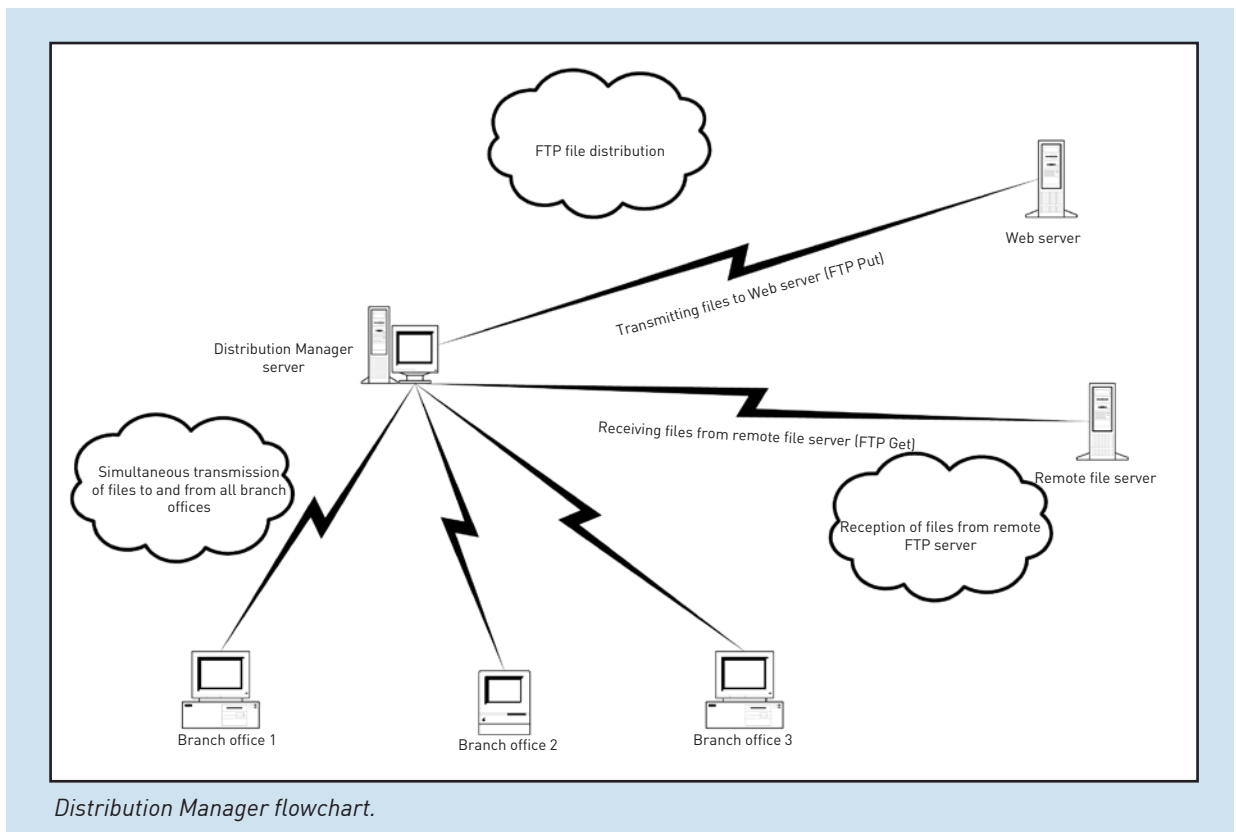 FTP file distribution
Web server
Transmitting files to Web server (FTP Put)
Distribution Manager
server
Receiving files from remote file server (FTP Get)
Remote file server
Simultaneous transmission
of files to and from all branch
offices
Reception of files from remote
FTP server
Branch office 1
Branch office 2
Branch office 3
Distribution Manager flowchart.